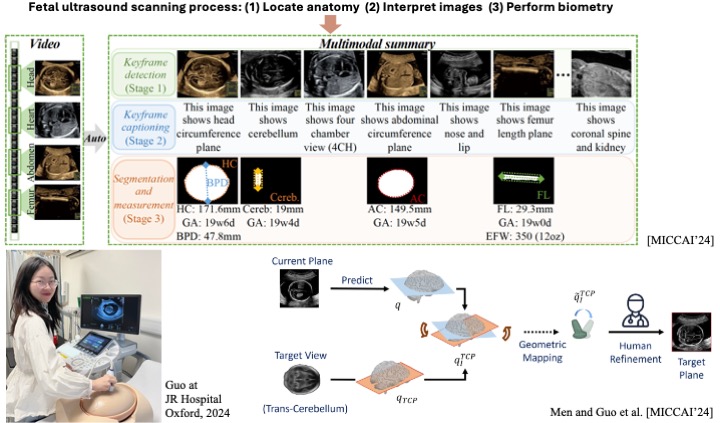 Fetal ultrasound scanning process: (1) Locate anatomy (2) Interpret images (3) Perform biometry
Video
Head
Heart
Abdomen
Femur
Auto
Multimodal summary
Keyframe
detection
(Stage 1)
...
Keyframe
captioning
(Stage 2)
This image
shows head
circumference
plane
This image
shows
cerebellum
This image
shows four
chamber
view (4CH)
This image
shows abdominal
circumference
plane
This image
shows
nose and
lip
This image
shows femur
length plane
This image
shows
coronal spine
and kidney
Segmentation
and
measurement
(Stage 3)
HC
BPD
HC: 171.6mm
GA: 19w6d
BPD: 47.8mm
Cereb.
Cereb: 19mm
GA: 19w4d
AC
AC: 149.5mm
GA: 19w5d
FL
FL: 29.3mm
GA: 19w0d
EFW: 350 (12oz)
[MICCAI'24]
Guo at
JR Hospital
Oxford, 2024
Current Plane
Predict
q
Target View
(Trans-Cerebellum)
qTCP
qITCP
Geometric
Mapping
q̃ITCP
Human
Refinement
Target
Plane
Men and Guo et al. [MICCAI'24]